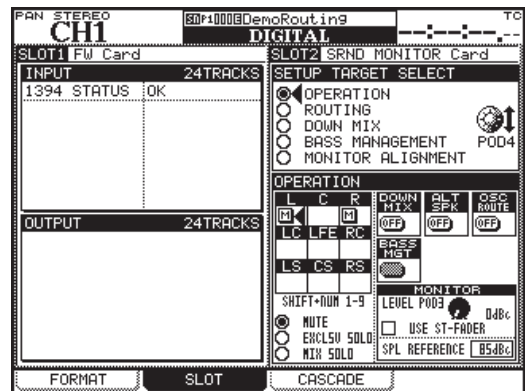 PAN STEREO
CH1
DemoRouting
DIGITAL
TC
--:--:--,--
SLOT1 FW Card
INPUT 24TRACKS
1394 STATUS OK
OUTPUT 24TRACKS
SLOT2 SRND MONITOR Card
SETUP TARGET SELECT
OPERATION
ROUTING
DOWN MIX
BASS MANAGEMENT
MONITOR ALIGNMENT
POD4
OPERATION
L C R
M M
LC LFE RC
LS CS RS
DOWN MIX
OFF
ALT SPK
OFF
OSC ROUTE
OFF
BASS MGT
SHIFT+NUM 1-9
MUTE
EXCLSV SOLO
MIX SOLO
MONITOR
LEVEL POD3
0dBc
USE ST-FADER
SPL REFERENCE 85dBc
FORMAT SLOT CASCADE